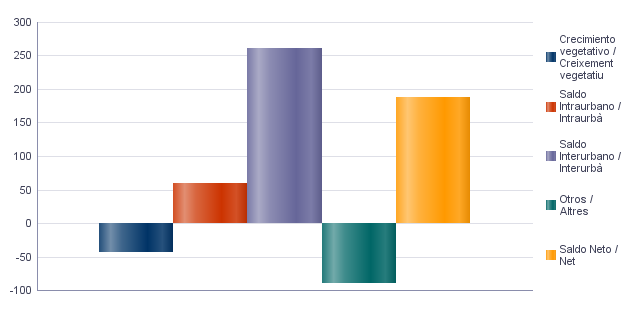 300
250
200
150
100
50
0
-50
-100
Crecimiento
vegetativo /
Creixement
vegetatiu
Saldo
Intraurbano /
Intraurbà
Saldo
Interurbano /
Interurbà
Otros /
Altres
Saldo Neto /
Net